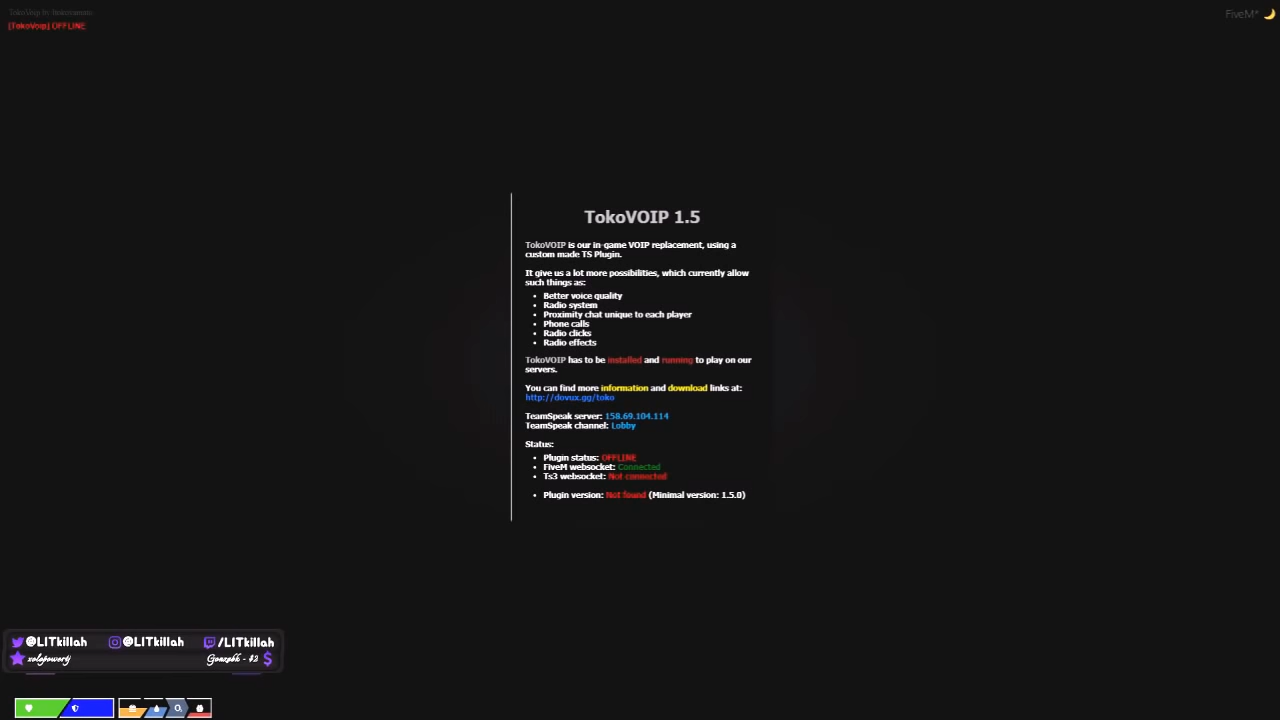 [TokoVoip] OFFLINE
FiveM*
TokoVOIP 1.5
TokoVOIP is our in-game VOIP replacement, using a
custom made TS Plugin.
It give us a lot more possibilities, which currently allow
such things as:
Better voice quality
Radio system
Proximity chat unique to each player
Phone calls
Radio clicks
Radio effects
TokoVOIP has to be installed and running to play on our
servers.
You can find more information and download links at:
http://dovux.gg/toko
TeamSpeak server: 158.69.104.114
TeamSpeak channel: Lobby
Status:
Plugin status: OFFLINE
FiveM websocket: Connected
Ts3 websocket: Not connected
Plugin version: Not found (Minimal version: 1.5.0)
@LITkillah @LITkillah /LITkillah
- $2
O₂